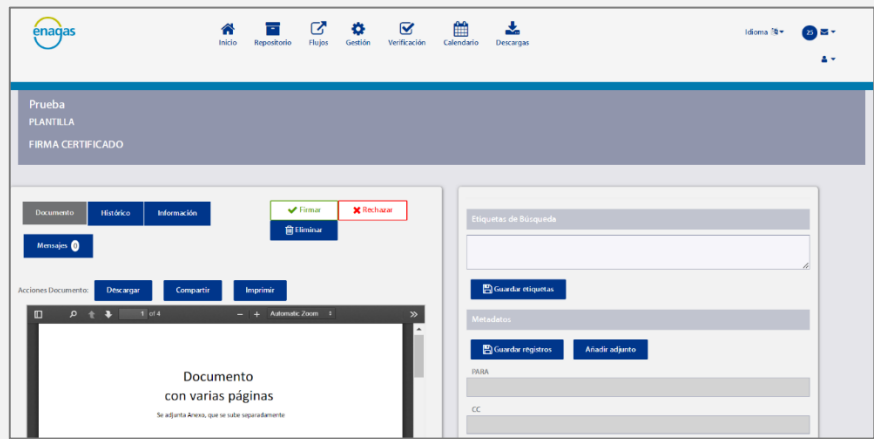 enagas
Inicio
Repositorio
Flujos
Gestión
Verificación
Calendario
Descargas
Idioma
25
Prueba
PLANTILLA
FIRMA CERTIFICADO
Documento
Histórico
Información
Firmar
Rechazar
Eliminar
Mensajes 0
Acciones Documento:
Descargar
Compartir
Imprimir
1 of 4
Automatic Zoom
Documento
con varias páginas
Se adjunta Anexo, que se sube separadamente
Etiquetas de Búsqueda
Guardar etiquetas
Metadatos
Guardar registros
Añadir adjunto
PARA
CC